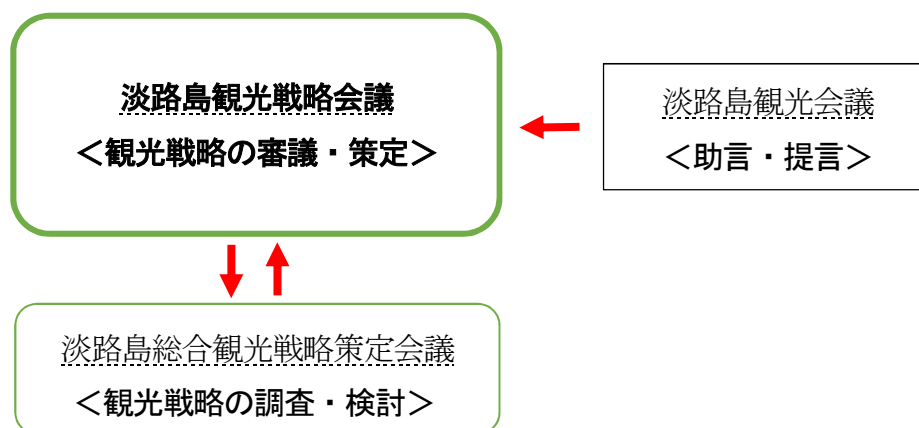 淡路島観光戦略会議
＜観光戦略の審議・策定＞
淡路島観光会議
＜助言・提言＞
淡路島総合観光戦略策定会議
＜観光戦略の調査・検討＞